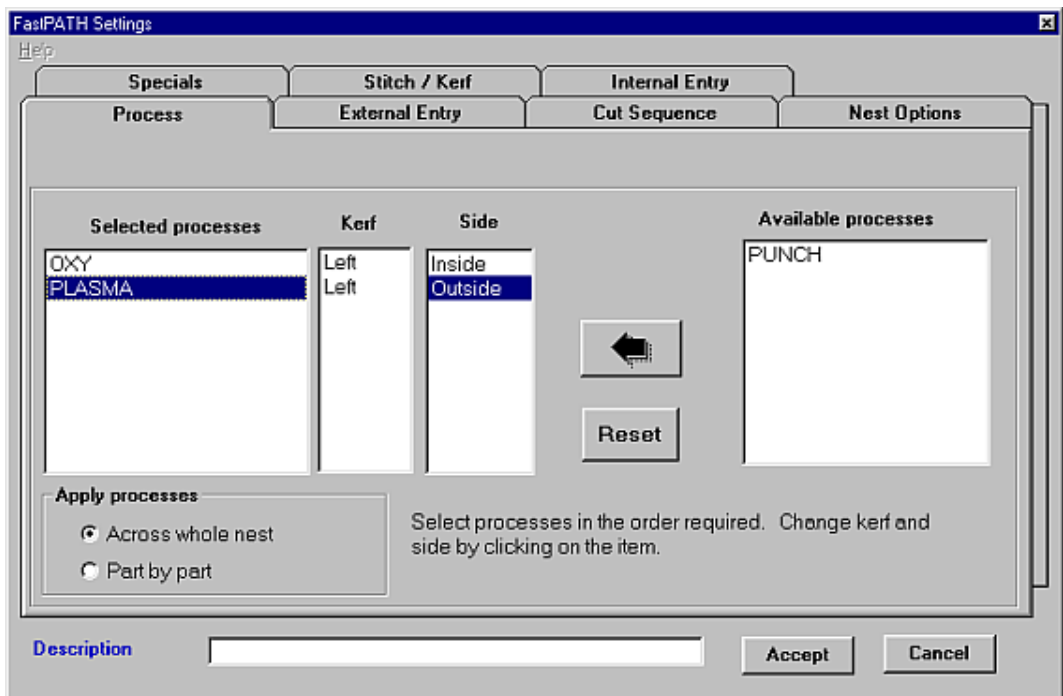 FastPATH Settings
Help
Specials
Stitch / Kerf
Internal Entry
Process
External Entry
Cut Sequence
Nest Options
Selected processes
Kerf
Side
Available processes
OXY
Left
Inside
PUNCH
PLASMA
Left
Outside
Reset
Apply processes
Across whole nest
Part by part
Select processes in the order required. Change kerf and
side by clicking on the item.
Description
Accept
Cancel